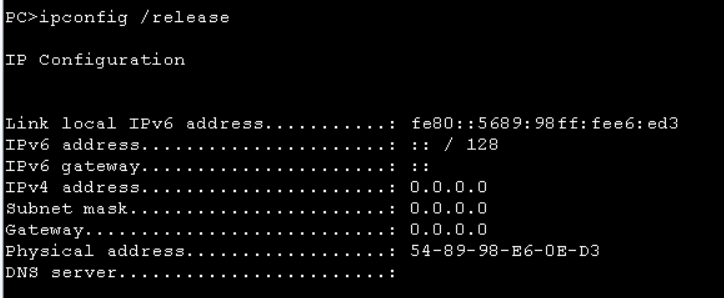 PC>ipconfig /release
IP Configuration
Link local IPv6 address...........: fe80::5689:98ff:fee6:ed3
IPv6 address......................: :: / 128
IPv6 gateway......................: ::
IPv4 address......................: 0.0.0.0
Subnet mask.......................: 0.0.0.0
Gateway...........................: 0.0.0.0
Physical address..................: 54-89-98-E6-0E-D3
DNS server........................: